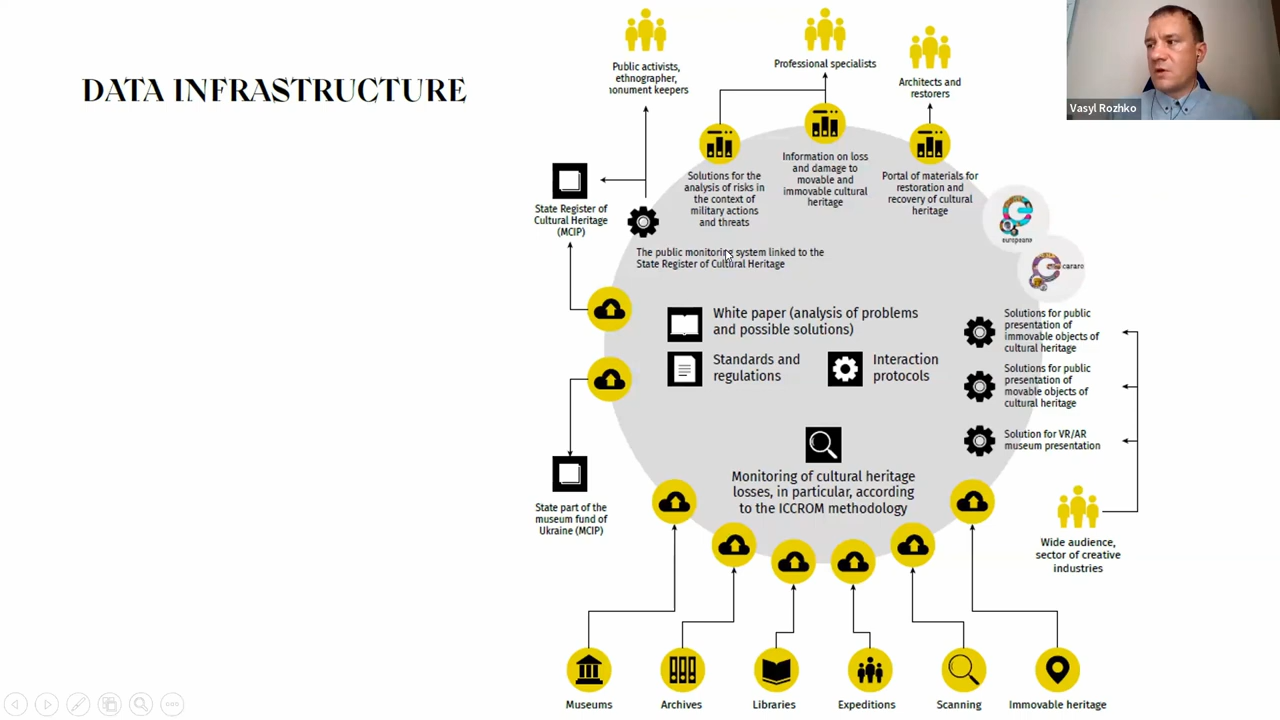 DATA INFRASTRUCTURE
Public activists,
ethnographer,
monument keepers
Professional specialists
Architects and
restorers
Vasyl Rozhko
State Register of
Cultural Heritage
(MCIP)
Solutions for the
analysis of risks in
the context of
military actions
and threats
Information on loss
and damage to
movable and
immovable cultural
heritage
Portal of materials for
restoration and
recovery of cultural
heritage
europeana
carare
The public monitoring system linked to the
State Register of Cultural Heritage
White paper (analysis of problems
and possible solutions)
Standards and
regulations
Interaction
protocols
Solutions for public
presentation of
immovable objects of
cultural heritage
Solutions for public
presentation of
movable objects of
cultural heritage
Solution for VR/AR
museum presentation
Monitoring of cultural heritage
losses, in particular, according
to the ICCROM methodology
State part of the
museum fund of
Ukraine (MCIP)
Wide audience,
sector of creative
industries
Museums
Archives
Libraries
Expeditions
Scanning
Immovable heritage